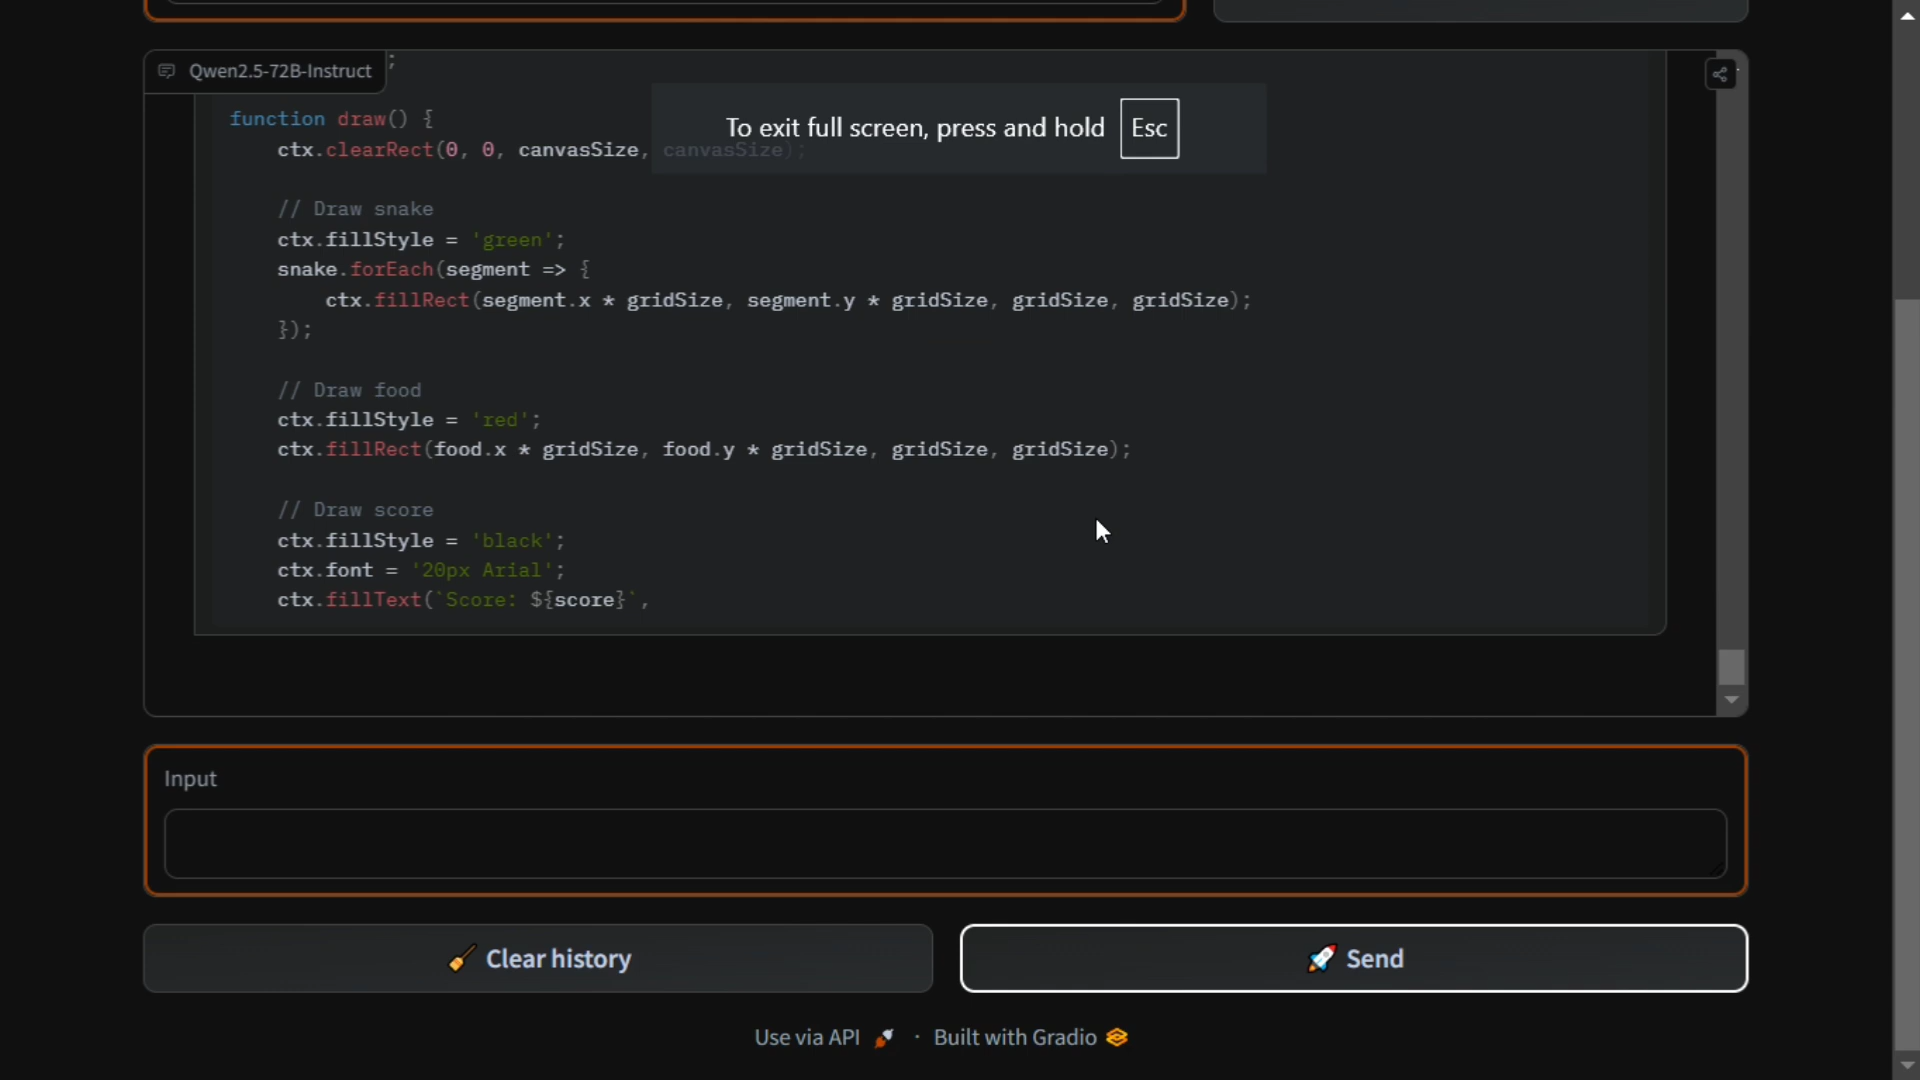 Qwen2.5-72B-Instruct
;
To exit full screen, press and hold Esc
function draw() {
ctx.clearRect(0, 0, canvasSize, canvasSize);
// Draw snake
ctx.fillStyle = 'green';
snake.forEach(segment => {
ctx.fillRect(segment.x * gridSize, segment.y * gridSize, gridSize, gridSize);
});
// Draw food
ctx.fillStyle = 'red';
ctx.fillRect(food.x * gridSize, food.y * gridSize, gridSize, gridSize);
// Draw score
ctx.fillStyle = 'black';
ctx.font = '20px Arial';
ctx.fillText(`Score: ${score}`,
Input
Clear history
Send
Use via API · Built with Gradio